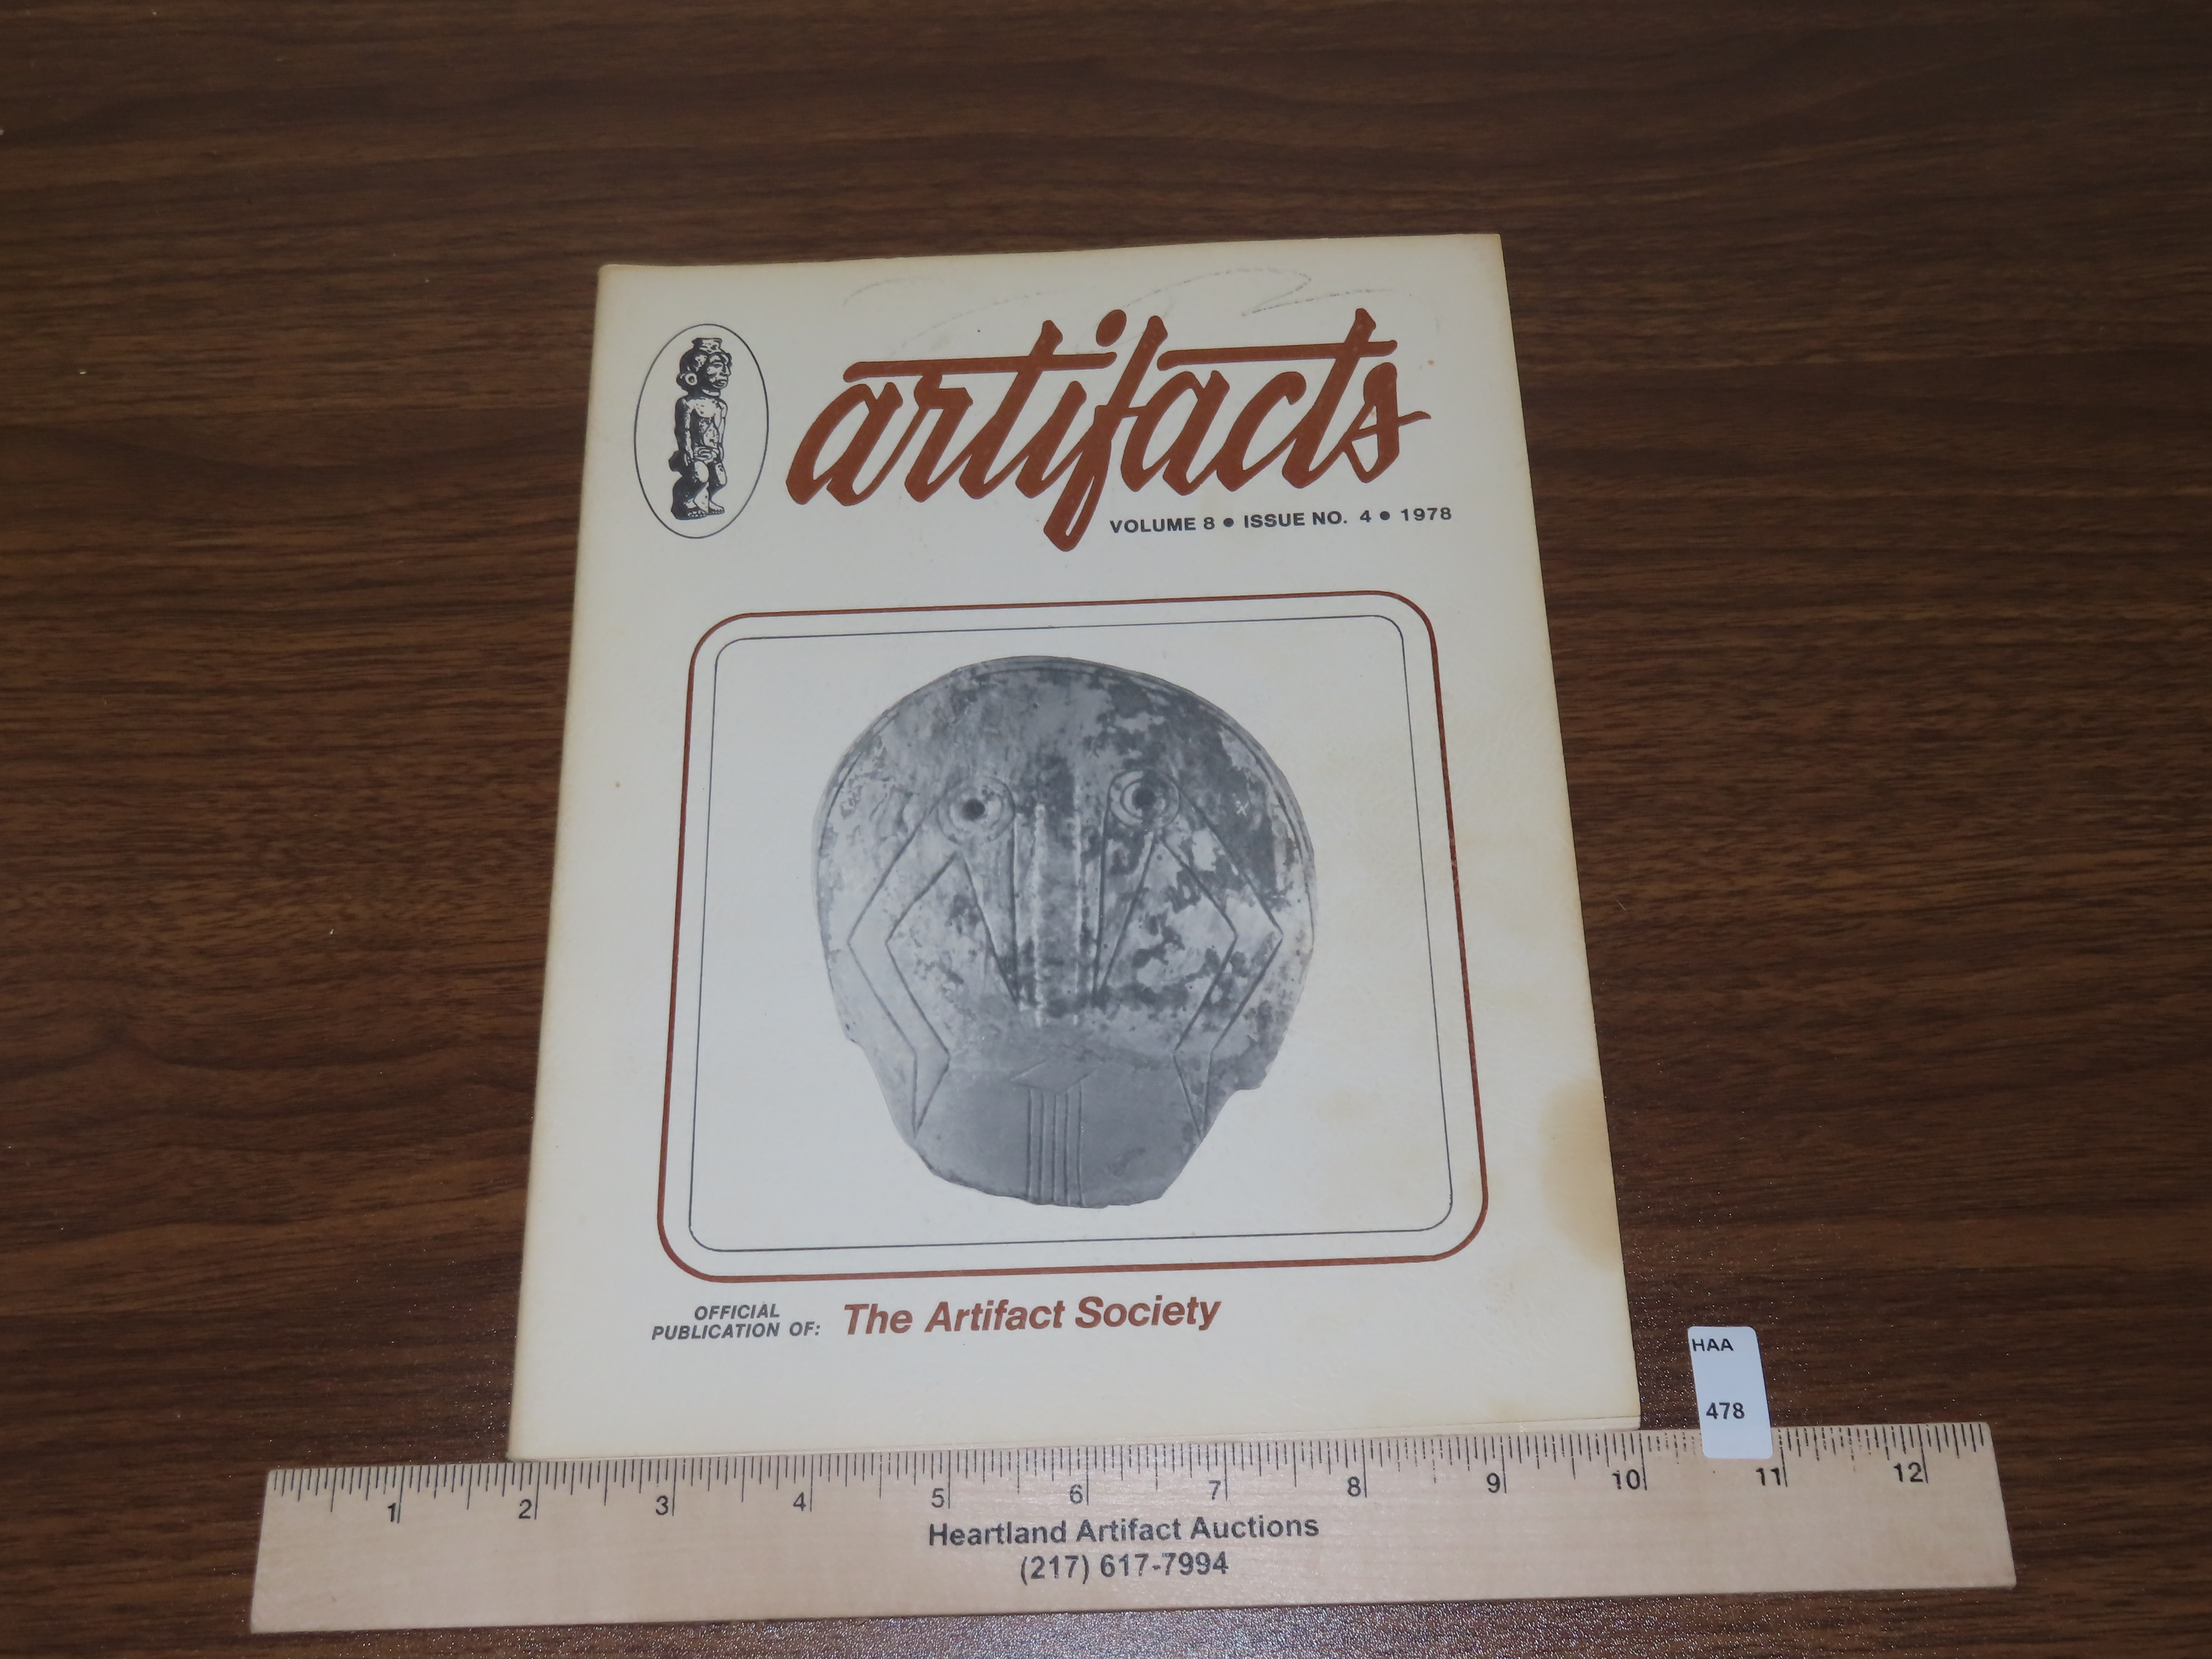 artifacts
VOLUME 8 ● ISSUE NO. 4 ● 1978
OFFICIAL
PUBLICATION OF: The Artifact Society
HAA
478
1 2 3 4 5 6 7 8 9 10 11 12
Heartland Artifact Auctions
(217) 617-7994